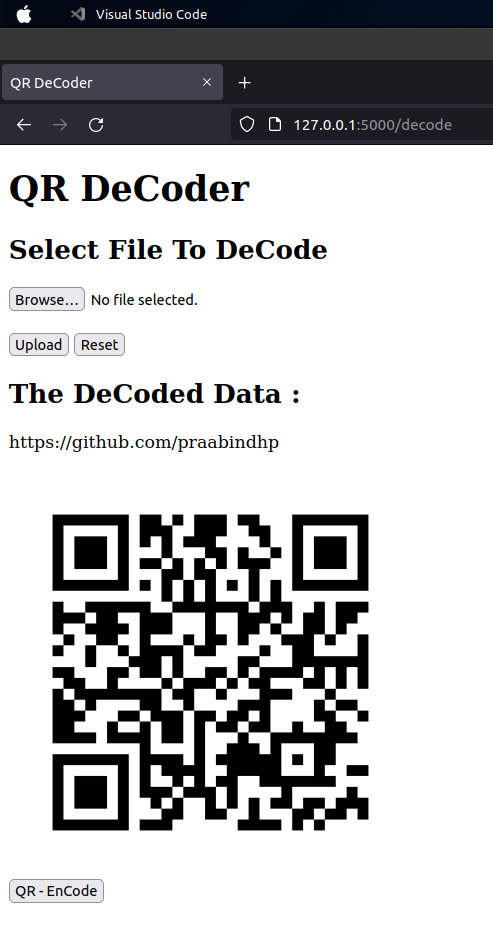 Visual Studio Code
QR DeCoder
127.0.0.1:5000/decode
QR DeCoder
Select File To DeCode
Browse... No file selected.
Upload Reset
The DeCoded Data :
https://github.com/praabindhp
QR - EnCode